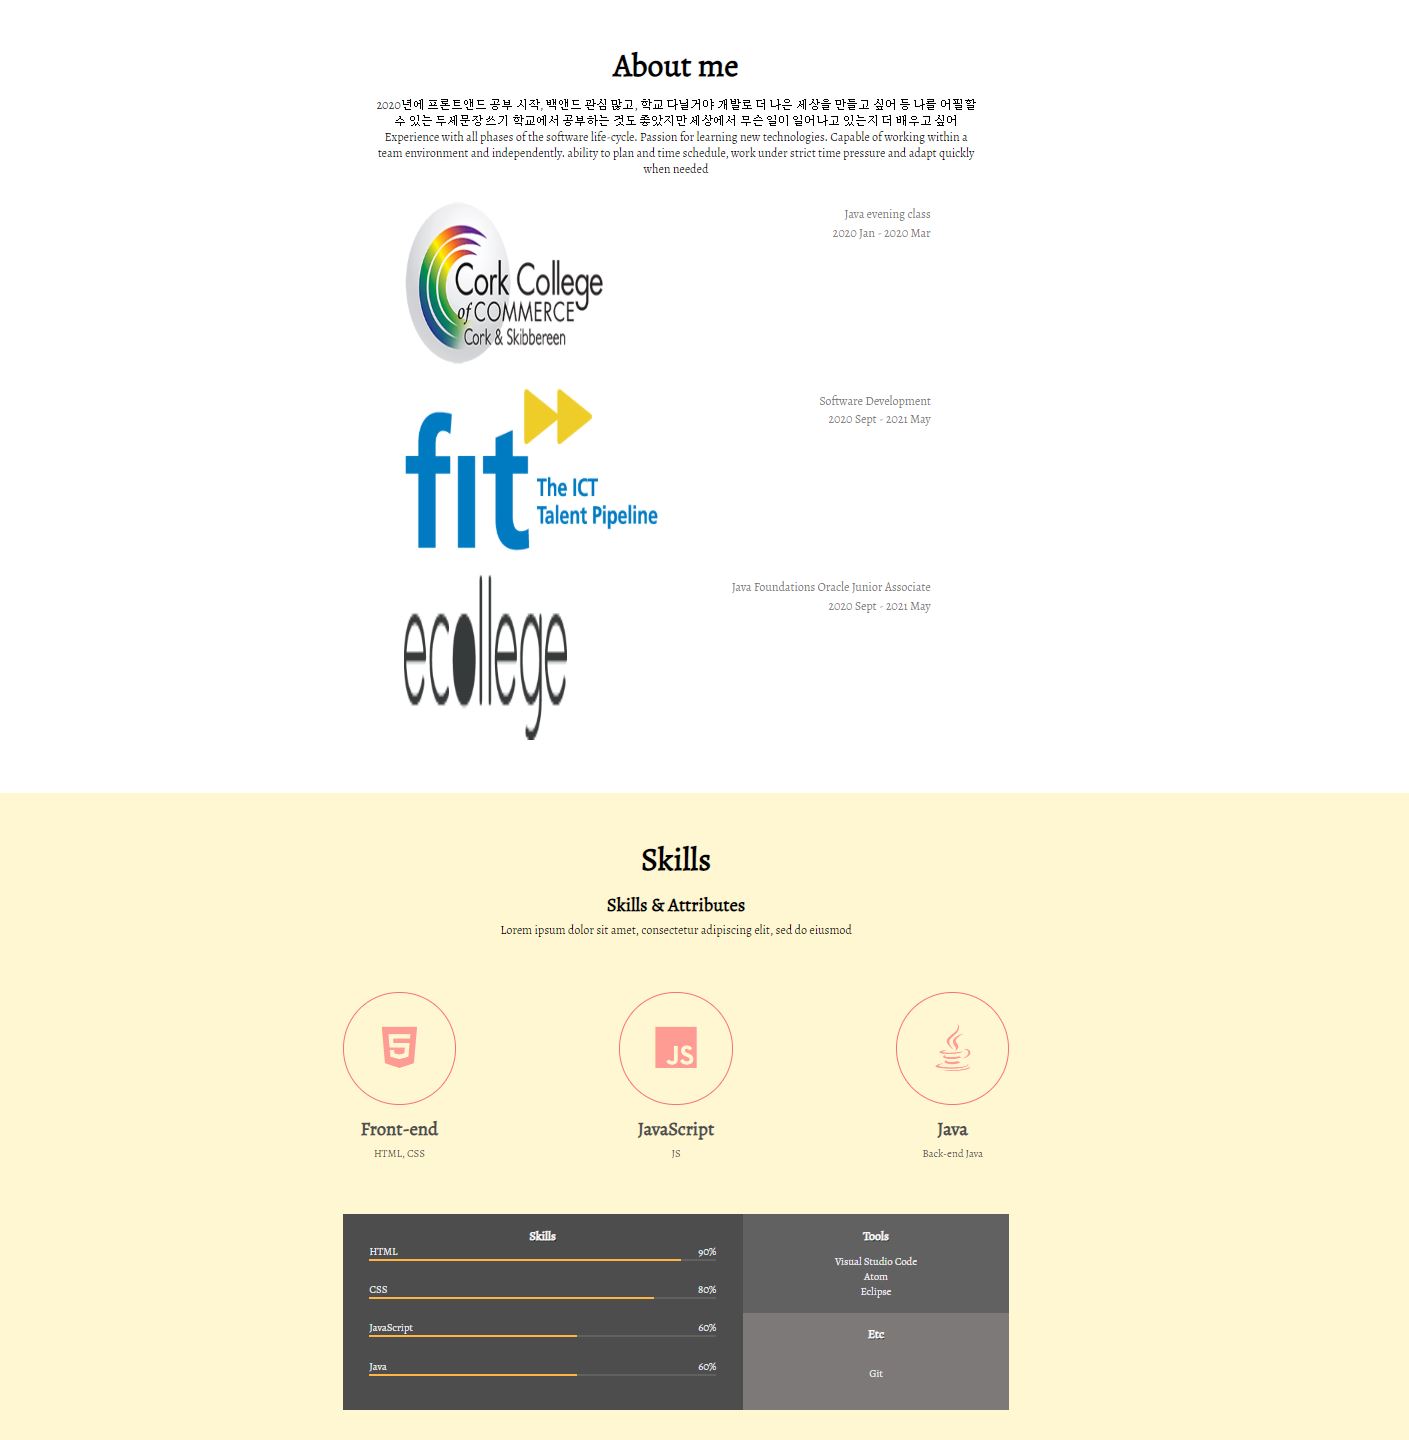 About me
2020년에 프론트앤드 공부 시작, 백앤드 관심 많고, 학교 다닐거야 개발로 더 나은 세상을 만들고 싶어 등 나를 어필할
수 있는 두세문장 쓰기 학교에서 공부하는 것도 좋았지만 세상에서 무슨 일이 일어나고 있는지 더 배우고 싶어
Experience with all phases of the software life-cycle. Passion for learning new technologies. Capable of working within a
team environment and independently. ability to plan and time schedule, work under strict time pressure and adapt quickly
when needed
Cork College
of COMMERCE
Cork & Skibbereen
Java evening class
2020 Jan - 2020 Mar
fit
The ICT
Talent Pipeline
Software Development
2020 Sept - 2021 May
ecollege
Java Foundations Oracle Junior Associate
2020 Sept - 2021 May
Skills
Skills & Attributes
Lorem ipsum dolor sit amet, consectetur adipiscing elit, sed do eiusmod
5
JS
Front-end
HTML, CSS
JavaScript
JS
Java
Back-end Java
Skills
HTML 90%
CSS 80%
JavaScript 60%
Java 60%
Tools
Visual Studio Code
Atom
Eclipse
Etc
Git